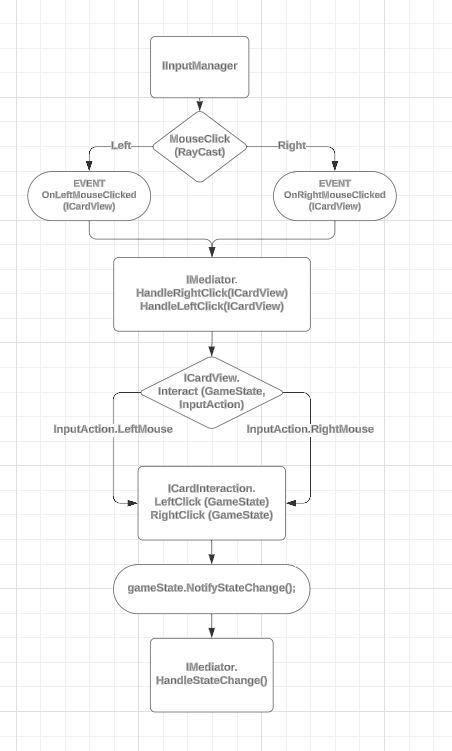 IInputManager
MouseClick
(RayCast)
Left
Right
EVENT
OnLeftMouseClicked
(ICardView)
EVENT
OnRightMouseClicked
(ICardView)
IMediator.
HandleRightClick(ICardView)
HandleLeftClick(ICardView)
ICardView.
Interact (GameState,
InputAction)
InputAction.LeftMouse
InputAction.RightMouse
ICardInteraction.
LeftClick (GameState)
RightClick (GameState)
gameState.NotifyStateChange();
IMediator.
HandleStateChange()